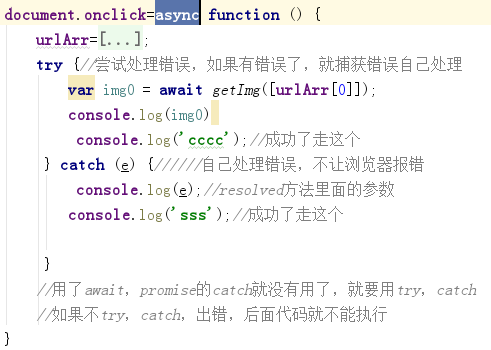 document.onclick=async function () {
urlArr=[...];
try {//尝试处理错误，如果有错误了，就捕获错误自己处理
var img0 = await getImg([urlArr[0]]);
console.log(img0)
console.log('cccc');//成功了走这个
} catch (e) {//////自己处理错误，不让浏览器报错
console.log(e);//resolved方法里面的参数
console.log('sss');//成功了走这个
}
//用了await，promise的catch就没有用了，就要用try，catch
//如果不try，catch，出错，后面代码就不能执行
}